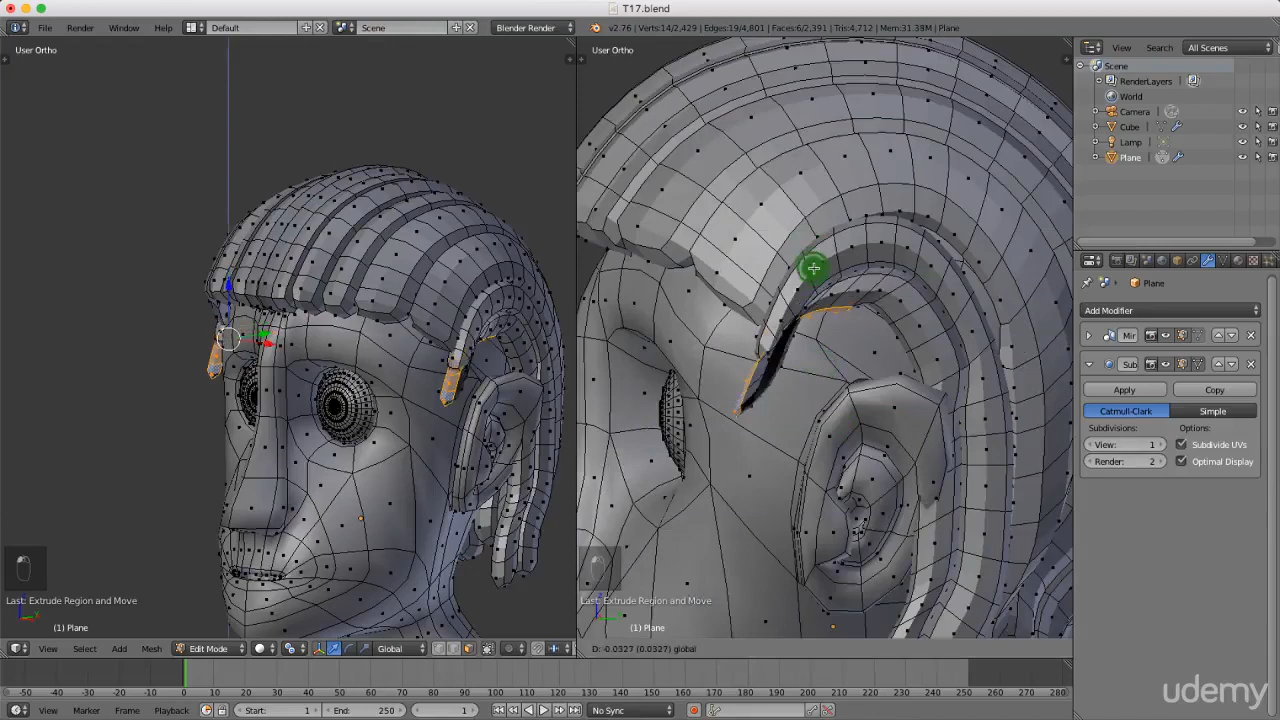 T17.blend
File Render Window Help Default Scene Blender Render v2.76 | Verts:14/2,429 | Edges:19/4,801 | Faces:6/2,391 | Tris:4,712 | Mem:31.38M | Plane
User Ortho User Ortho View Search All Scenes
Scene
RenderLayers
World
Camera
Cube
Lamp
Plane
Plane
Add Modifier
Mir
Sub
Apply Copy
Catmull-Clark Simple
Subdivisions: Options:
View: 1 Subdivide UVs
Render: 2 Optimal Display
Last: Extrude Region and Move Last: Extrude Region and Move
(1) Plane (1) Plane
View Select Add Mesh Edit Mode Global D: -0.0327 (0.0327) global
-50 -40 -30 -20 -10 0 10 20 30 40 50 60 70 80 90 100 110 120 130 140 150 160 170 180 190 200 210 220 230 240 250 260 270 280
View Marker Frame Playback Start: 1 End: 250 1 No Sync
udemy